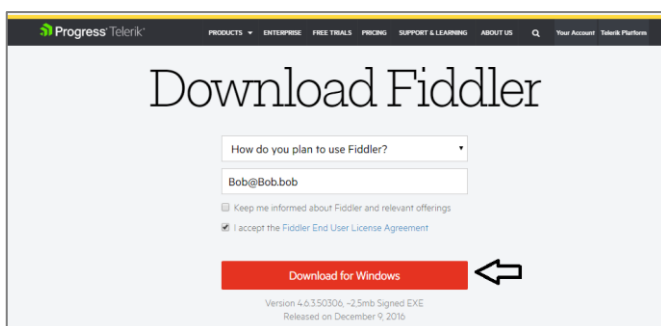 Progress Telerik PRODUCTS ENTERPRISE FREE TRIALS PRICING SUPPORT & LEARNING ABOUT US Your Account Telerik Platform
Download Fiddler
How do you plan to use Fiddler?
Bob@Bob.bob
Keep me informed about Fiddler and relevant offerings
I accept the Fiddler End User License Agreement
Download for Windows
Version 4.6.3.50306, ~2,5mb Signed EXE
Released on December 9, 2016